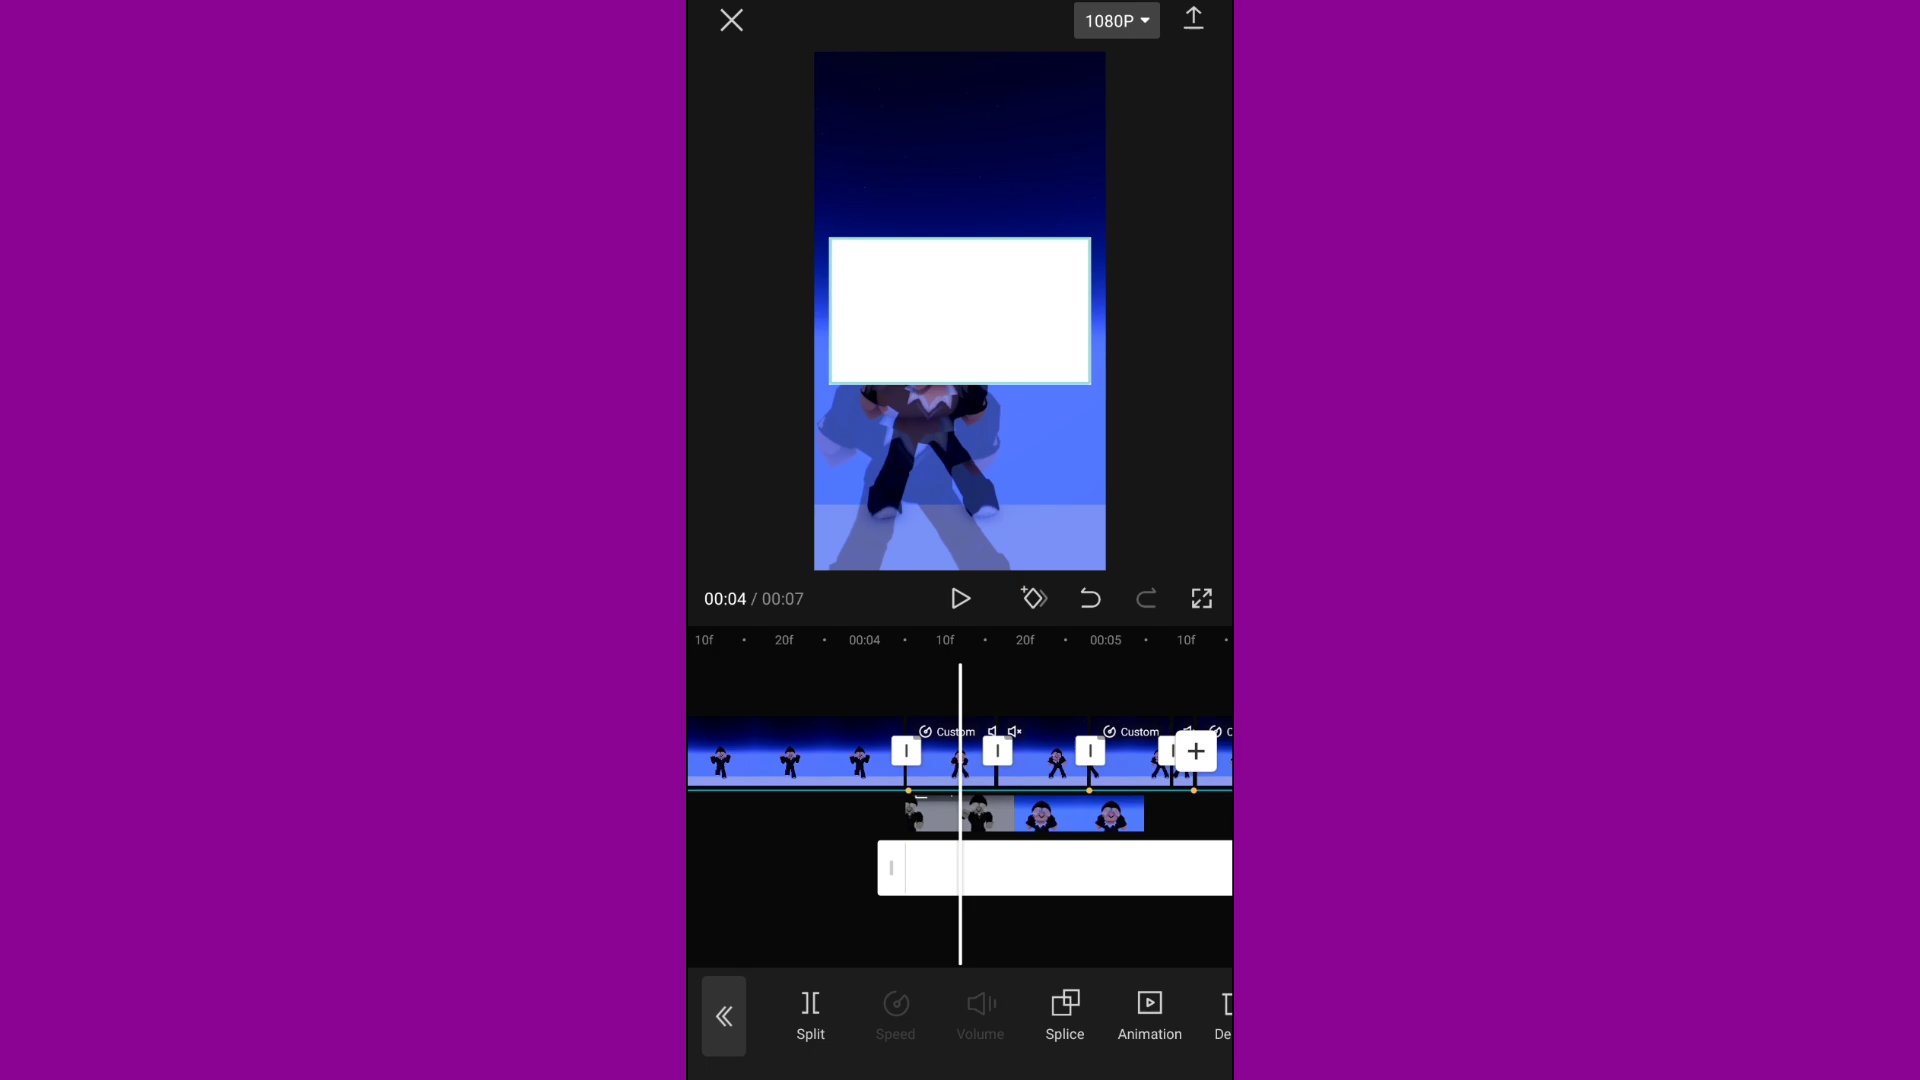 1080P
00:04 / 00:07
10f 20f 00:04 10f 20f 00:05 10f
Custom Custom C
Split Speed Volume Splice Animation De